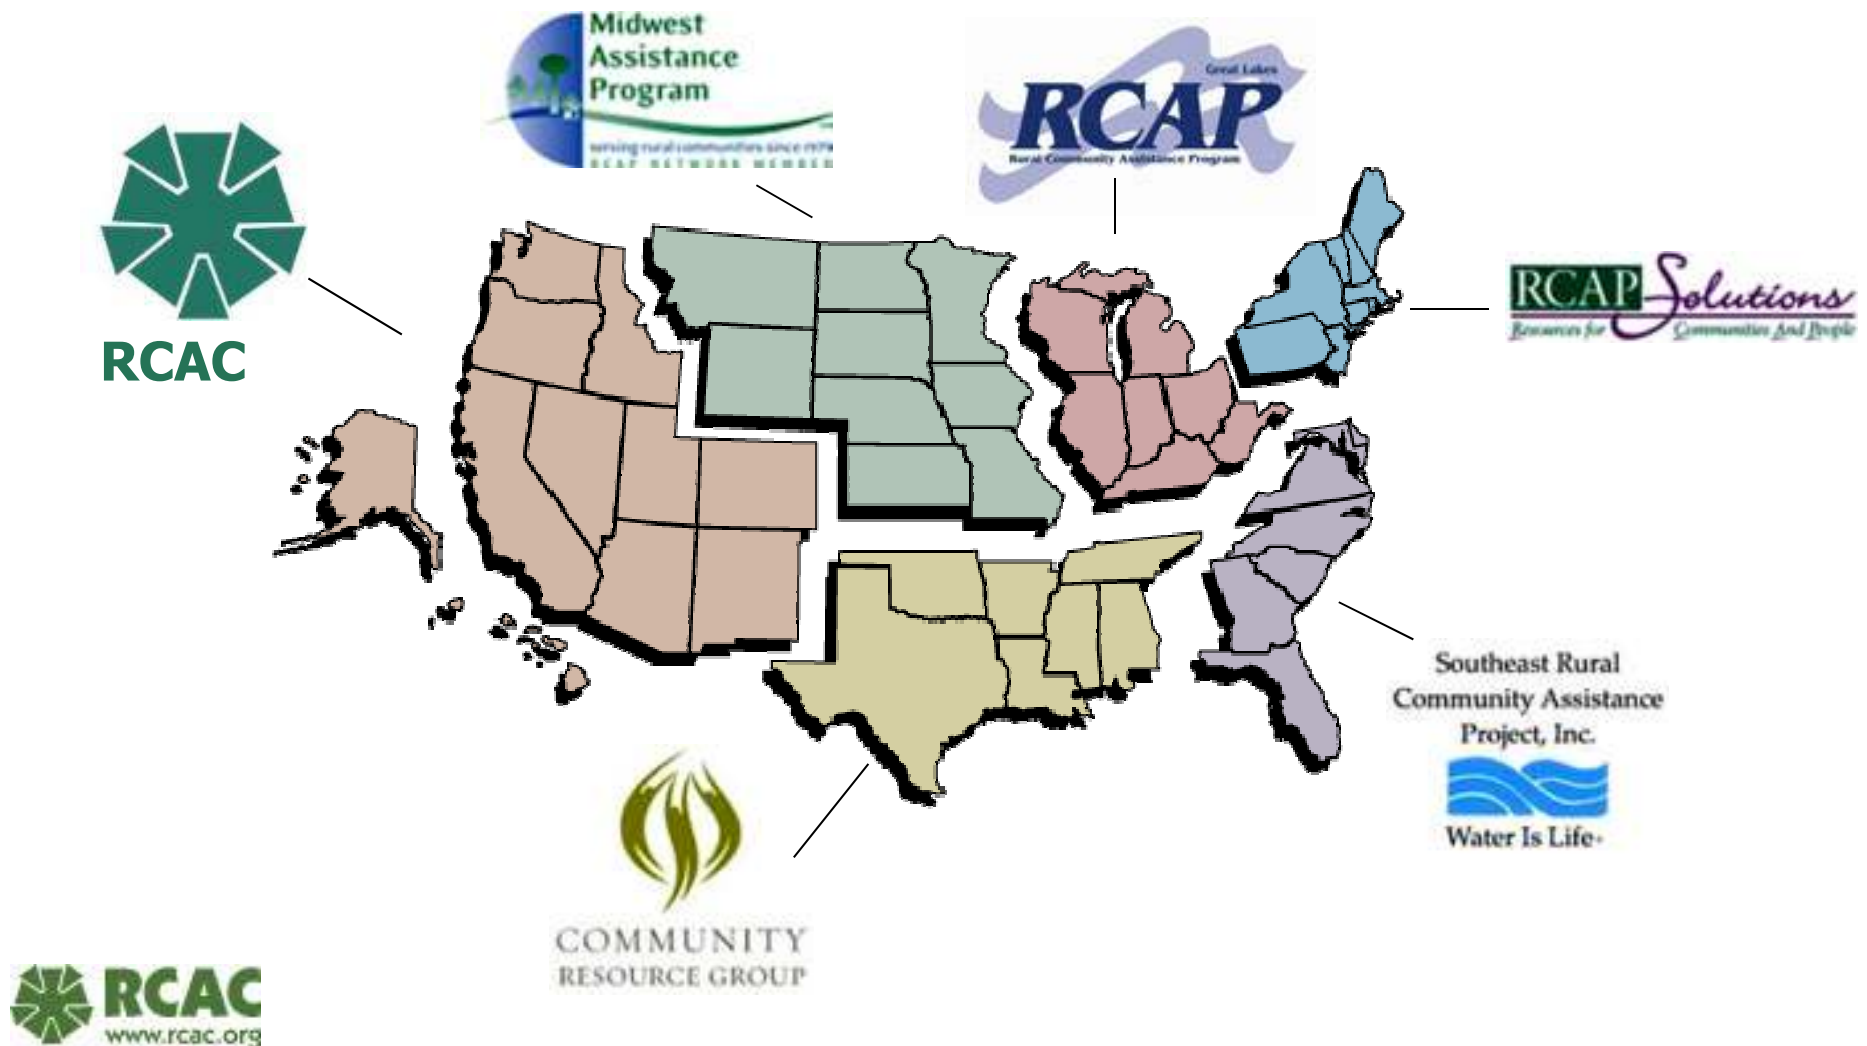 Midwest
Assistance
Program
serving rural communities since 1979
RCAP NETWORK MEMBER
Great Lakes
RCAP
Rural Community Assistance Program
RCAC
RCAP Solutions
Resources for Communities And People
Southeast Rural
Community Assistance
Project, Inc.
Water Is Life
COMMUNITY
RESOURCE GROUP
RCAC
www.rcac.org